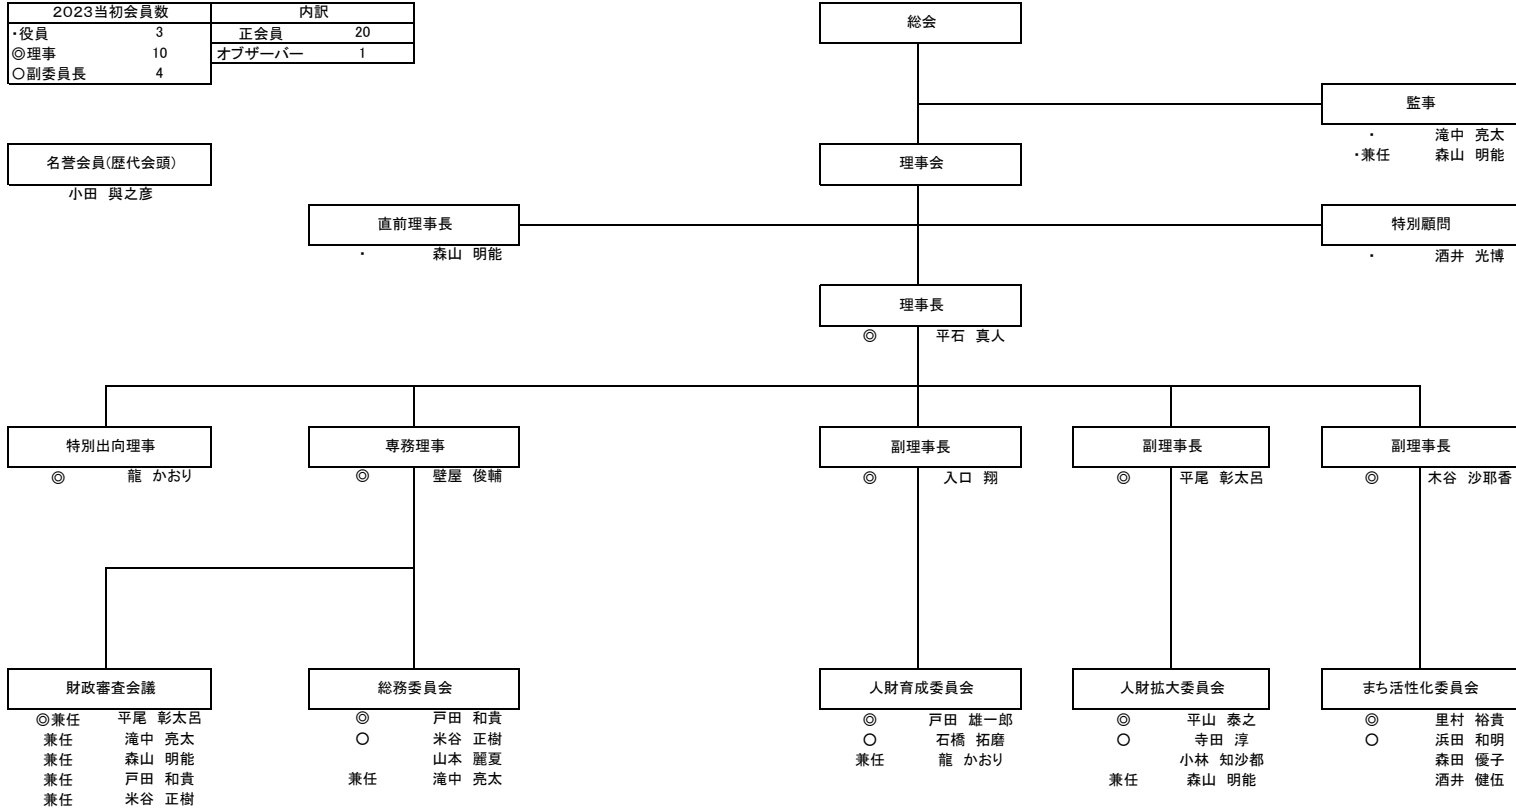 2023当初会員数 内訳
・役員 3 正会員 20
◎理事 10 オブザーバー 1
〇副委員長 4
総会
監事
・ 滝中 亮太
・兼任 森山 明能
名誉会員(歴代会頭)
小田 與之彦
理事会
直前理事長
・ 森山 明能
特別顧問
・ 酒井 光博
理事長
◎ 平石 真人
特別出向理事
◎ 龍 かおり
専務理事
◎ 壁屋 俊輔
副理事長
◎ 入口 翔
副理事長
◎ 平尾 彰太呂
副理事長
◎ 木谷 沙耶香
財政審査会議
◎兼任 平尾 彰太呂
兼任 滝中 亮太
兼任 森山 明能
兼任 戸田 和貴
兼任 米谷 正樹
総務委員会
◎ 戸田 和貴
〇 米谷 正樹
山本 麗夏
兼任 滝中 亮太
人財育成委員会
◎ 戸田 雄一郎
〇 石橋 拓磨
兼任 龍 かおり
人財拡大委員会
◎ 平山 泰之
〇 寺田 淳
小林 知沙都
兼任 森山 明能
まち活性化委員会
◎ 里村 裕貴
〇 浜田 和明
森田 優子
酒井 健伍